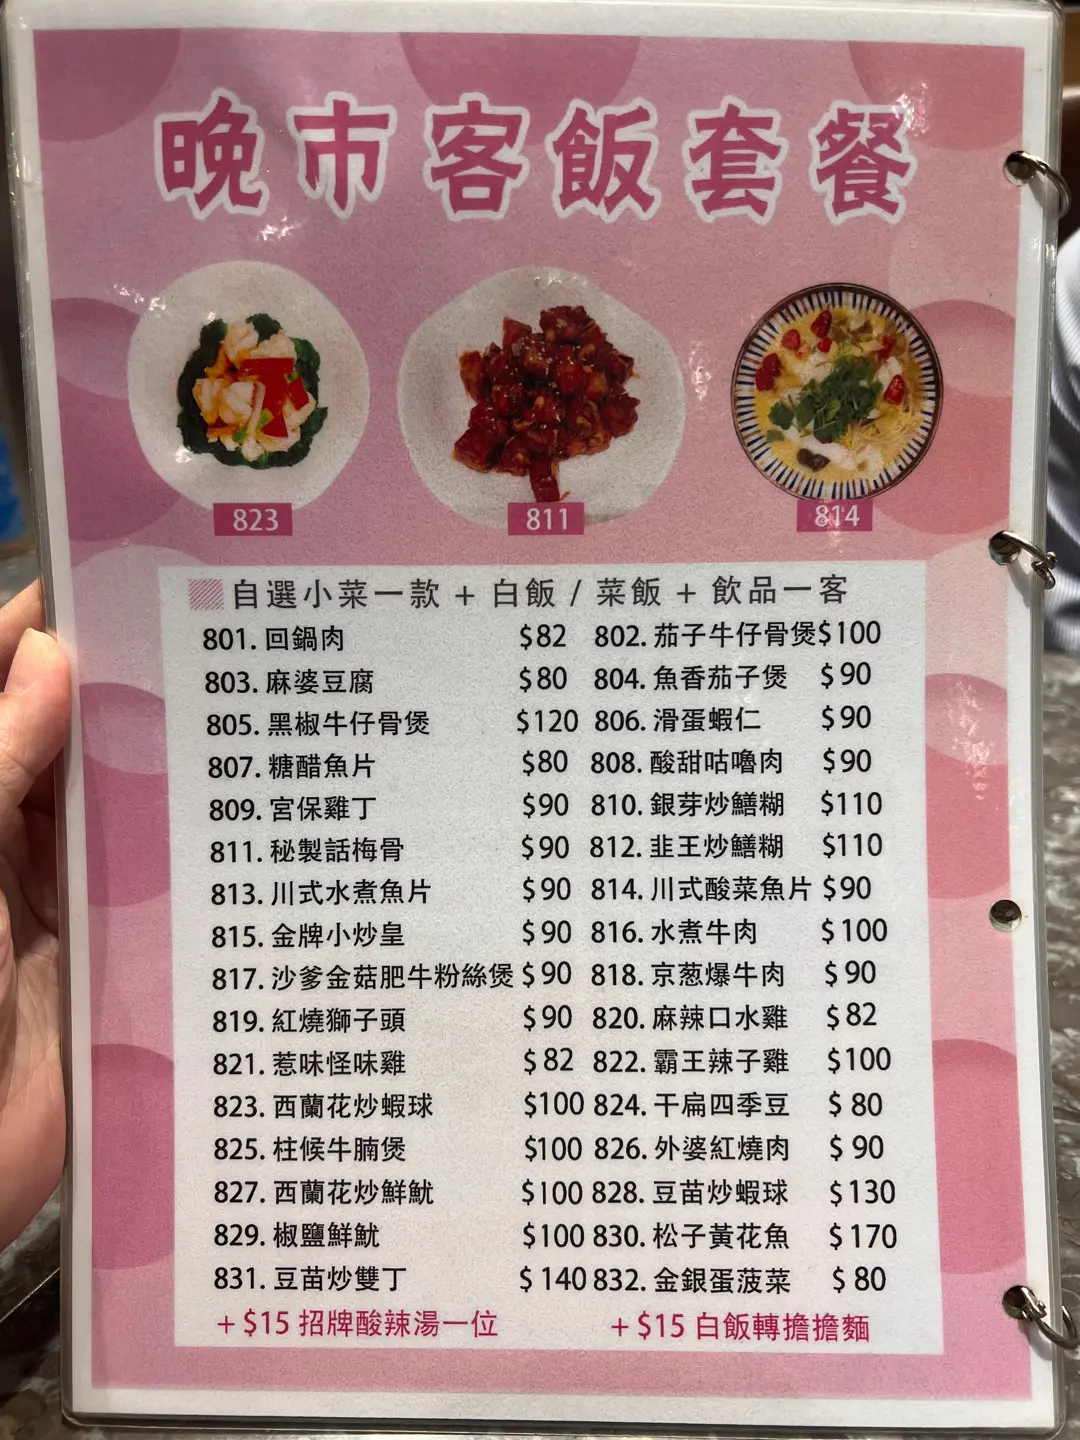 晚市客飯套餐
823
811
814
自選小菜一款 + 白飯 / 菜飯 + 飲品一客
801. 回鍋肉 $82 802. 茄子牛仔骨煲 $100
803. 麻婆豆腐 $80 804. 魚香茄子煲 $90
805. 黑椒牛仔骨煲 $120 806. 滑蛋蝦仁 $90
807. 糖醋魚片 $80 808. 酸甜咕嚕肉 $90
809. 宮保雞丁 $90 810. 銀芽炒鱔糊 $110
811. 秘製話梅骨 $90 812. 韭王炒鱔糊 $110
813. 川式水煮魚片 $90 814. 川式酸菜魚片 $90
815. 金牌小炒皇 $90 816. 水煮牛肉 $100
817. 沙爹金菇肥牛粉絲煲 $90 818. 京葱爆牛肉 $90
819. 紅燒獅子頭 $90 820. 麻辣口水雞 $82
821. 惹味怪味雞 $82 822. 霸王辣子雞 $100
823. 西蘭花炒蝦球 $100 824. 干扁四季豆 $80
825. 柱候牛腩煲 $100 826. 外婆紅燒肉 $90
827. 西蘭花炒鮮魷 $100 828. 豆苗炒蝦球 $130
829. 椒鹽鮮魷 $100 830. 松子黃花魚 $170
831. 豆苗炒雙丁 $140 832. 金銀蛋菠菜 $80
+ $15 招牌酸辣湯一位 + $15 白飯轉擔擔麵